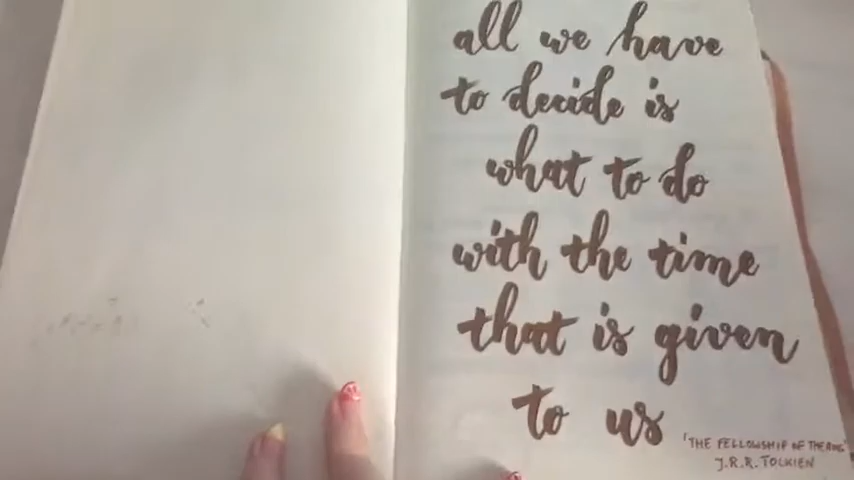 all we have
to decide is
what to do
with the time
that is given
to us
'THE FELLOWSHIP OF THE RING'
J.R.R. TOLKIEN